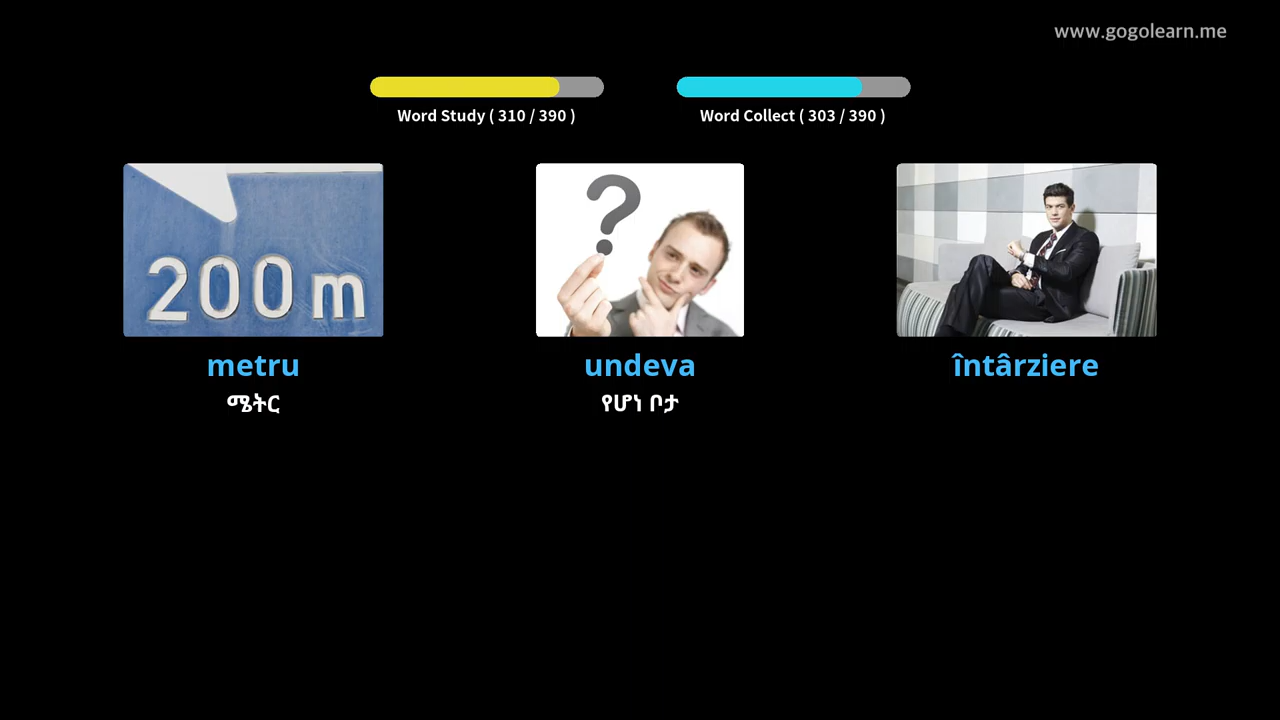 www.gogolearn.me
Word Study ( 310 / 390 )
Word Collect ( 303 / 390 )
200 m
metru
undeva
întârziere
ሜትር
የሆነ ቦታ